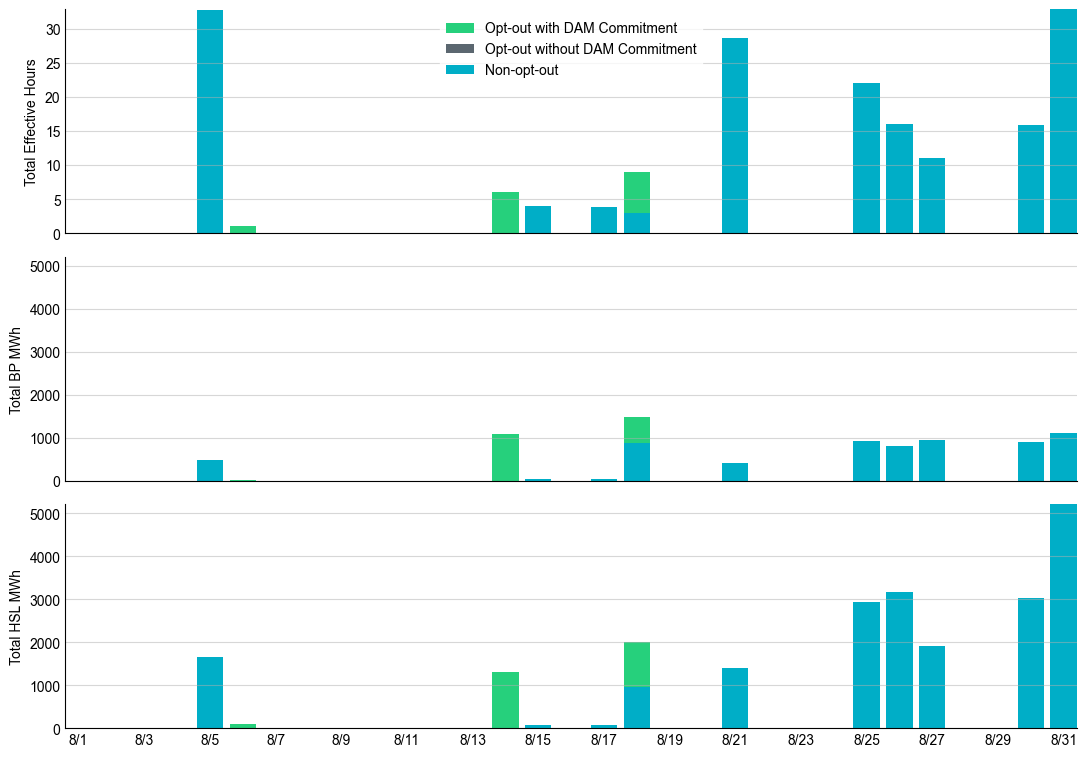 Opt-out with DAM Commitment
Opt-out without DAM Commitment
Non-opt-out
Total Effective Hours
30
25
20
15
10
5
0
Total BP MWh
5000
4000
3000
2000
1000
0
Total HSL MWh
5000
4000
3000
2000
1000
0
8/1 8/3 8/5 8/7 8/9 8/11 8/13 8/15 8/17 8/19 8/21 8/23 8/25 8/27 8/29 8/31